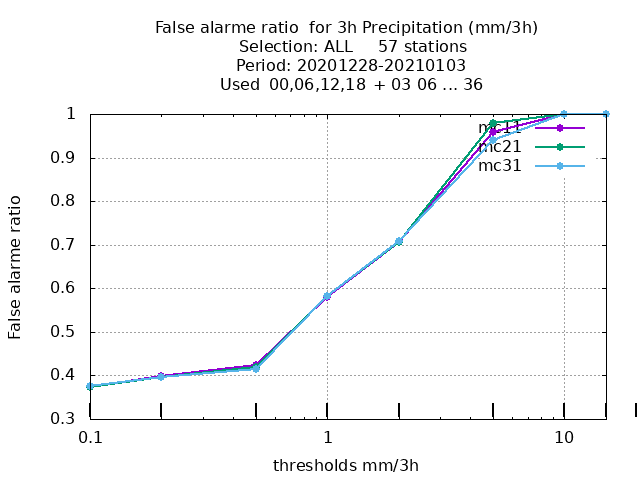 False alarme ratio  for 3h Precipitation (mm/3h)
Selection: ALL     57 stations
Period: 20201228-20210103
Used  00,06,12,18  + 03 06 ... 36
mc11
mc21
mc31
1
0.9
0.8
0.7
0.6
0.5
0.4
0.3
False alarme ratio
0.1
1
10
thresholds mm/3h